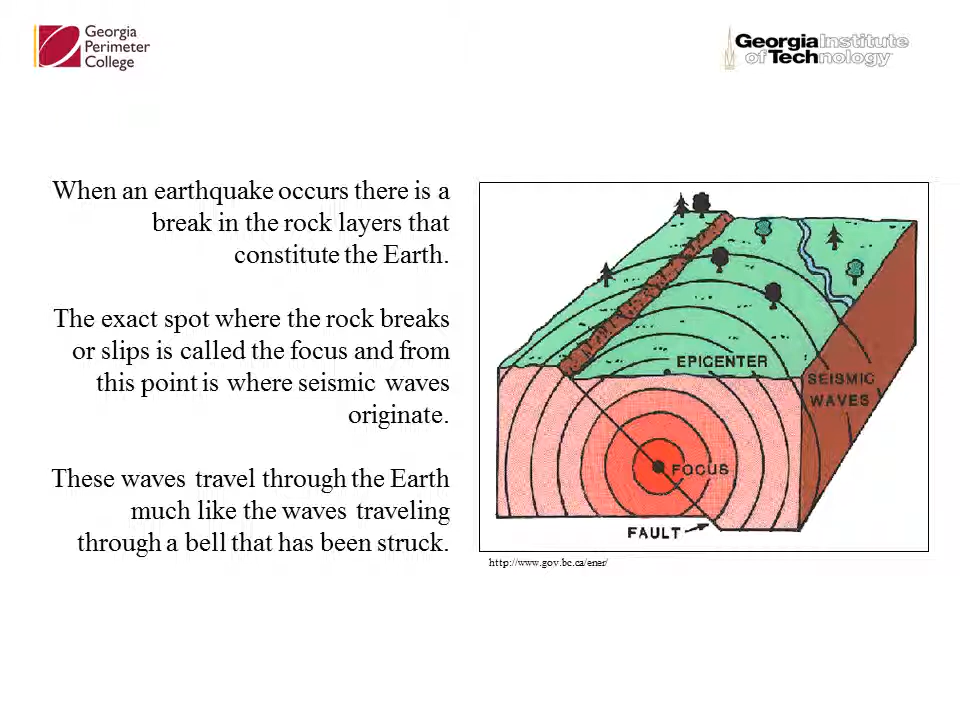 Georgia
Perimeter
College
Georgia Institute
of Technology
When an earthquake occurs there is a
break in the rock layers that
constitute the Earth.
The exact spot where the rock breaks
or slips is called the focus and from
this point is where seismic waves
originate.
These waves travel through the Earth
much like the waves traveling
through a bell that has been struck.
EPICENTER
SEISMIC
WAVES
FOCUS
FAULT
http://www.gov.bc.ca/ener/